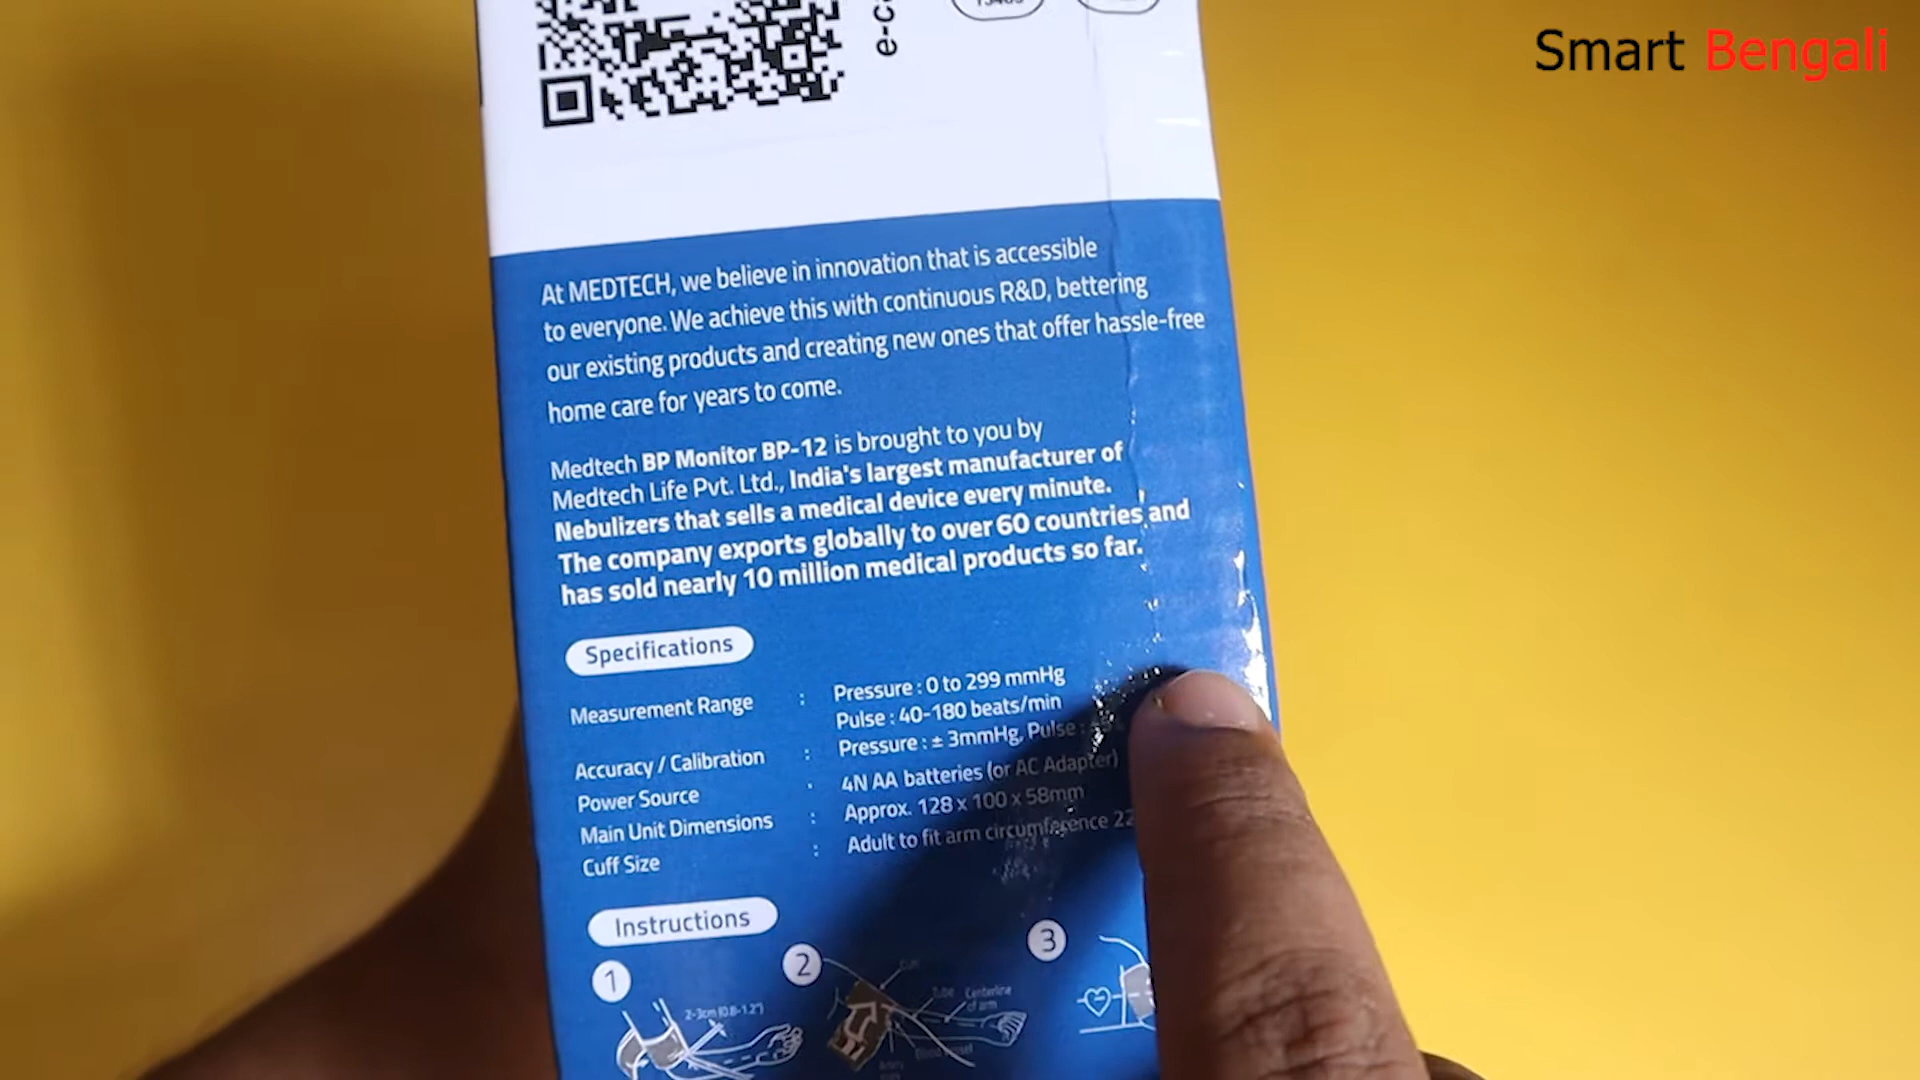 Smart Bengali
e-ca
At MEDTECH, we believe in innovation that is accessible
to everyone. We achieve this with continuous R&D, bettering
our existing products and creating new ones that offer hassle-free
home care for years to come.
Medtech BP Monitor BP-12 is brought to you by
Medtech Life Pvt. Ltd., India's largest manufacturer of
Nebulizers that sells a medical device every minute.
The company exports globally to over 60 countries and
has sold nearly 10 million medical products so far.
Specifications
Measurement Range : Pressure : 0 to 299 mmHg
Pulse : 40-180 beats/min
Accuracy / Calibration : Pressure : ± 3mmHg, Pulse :
Power Source : 4N AA batteries (or AC Adapter)
Main Unit Dimensions : Approx. 128 x 100 x 58mm
Cuff Size : Adult to fit arm circumference 22
Instructions
1 2 3
2-3cm (0.8-1.2")
Tube
Centerline
of arm